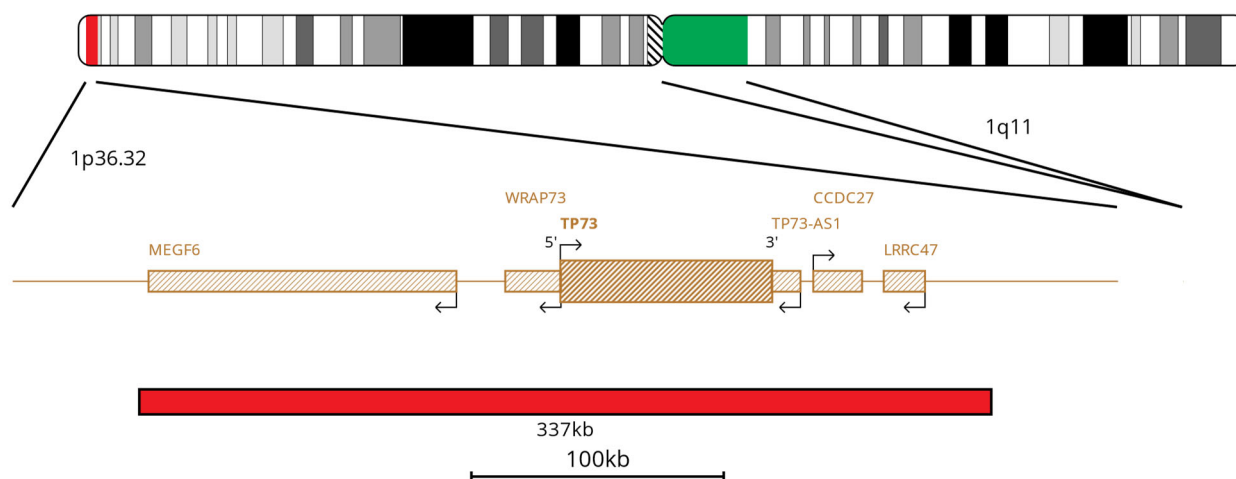 1q11
1p36.32
WRAP73
CCDC27
TP73
TP73-AS1
5'
3'
MEGF6
LRRC47
337kb
100kb